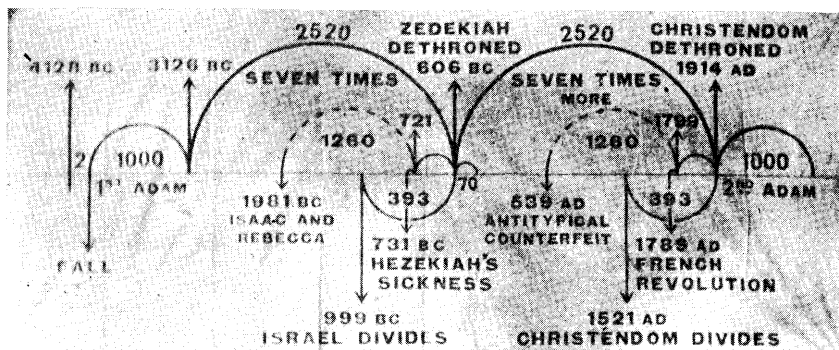 2520
ZEDEKIAH
DETHRONED
606 BC
2520
CHRISTENDOM
DETHRONED
1914 AD
4128 BC
3126 BC
SEVEN TIMES
SEVEN TIMES
MORE
721
1799
1260
1260
2
1000
1000
1ST ADAM
2ND ADAM
393
70
393
1981 BC
ISAAC AND
REBECCA
539 AD
ANTITYPICAL
COUNTERFEIT
731 BC
HEZEKIAH'S
SICKNESS
1789 AD
FRENCH
REVOLUTION
FALL
999 BC
ISRAEL DIVIDES
1521 AD
CHRISTENDOM DIVIDES